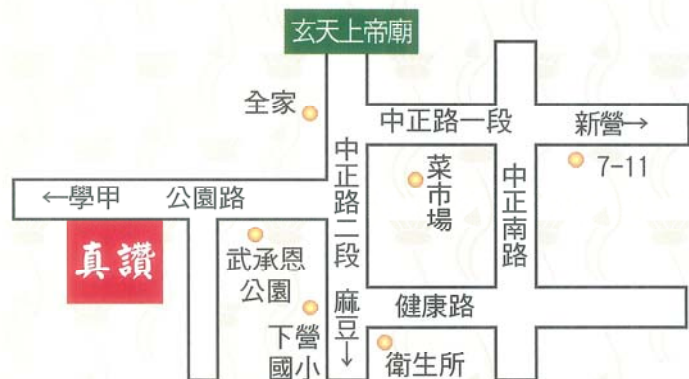 玄天上帝廟
全家
中正路一段
新營→
7-11
菜市場
中正路二段
中正南路
←學甲
公園路
真讚
武承恩
公園
麻豆→
健康路
下營
國小
衛生所